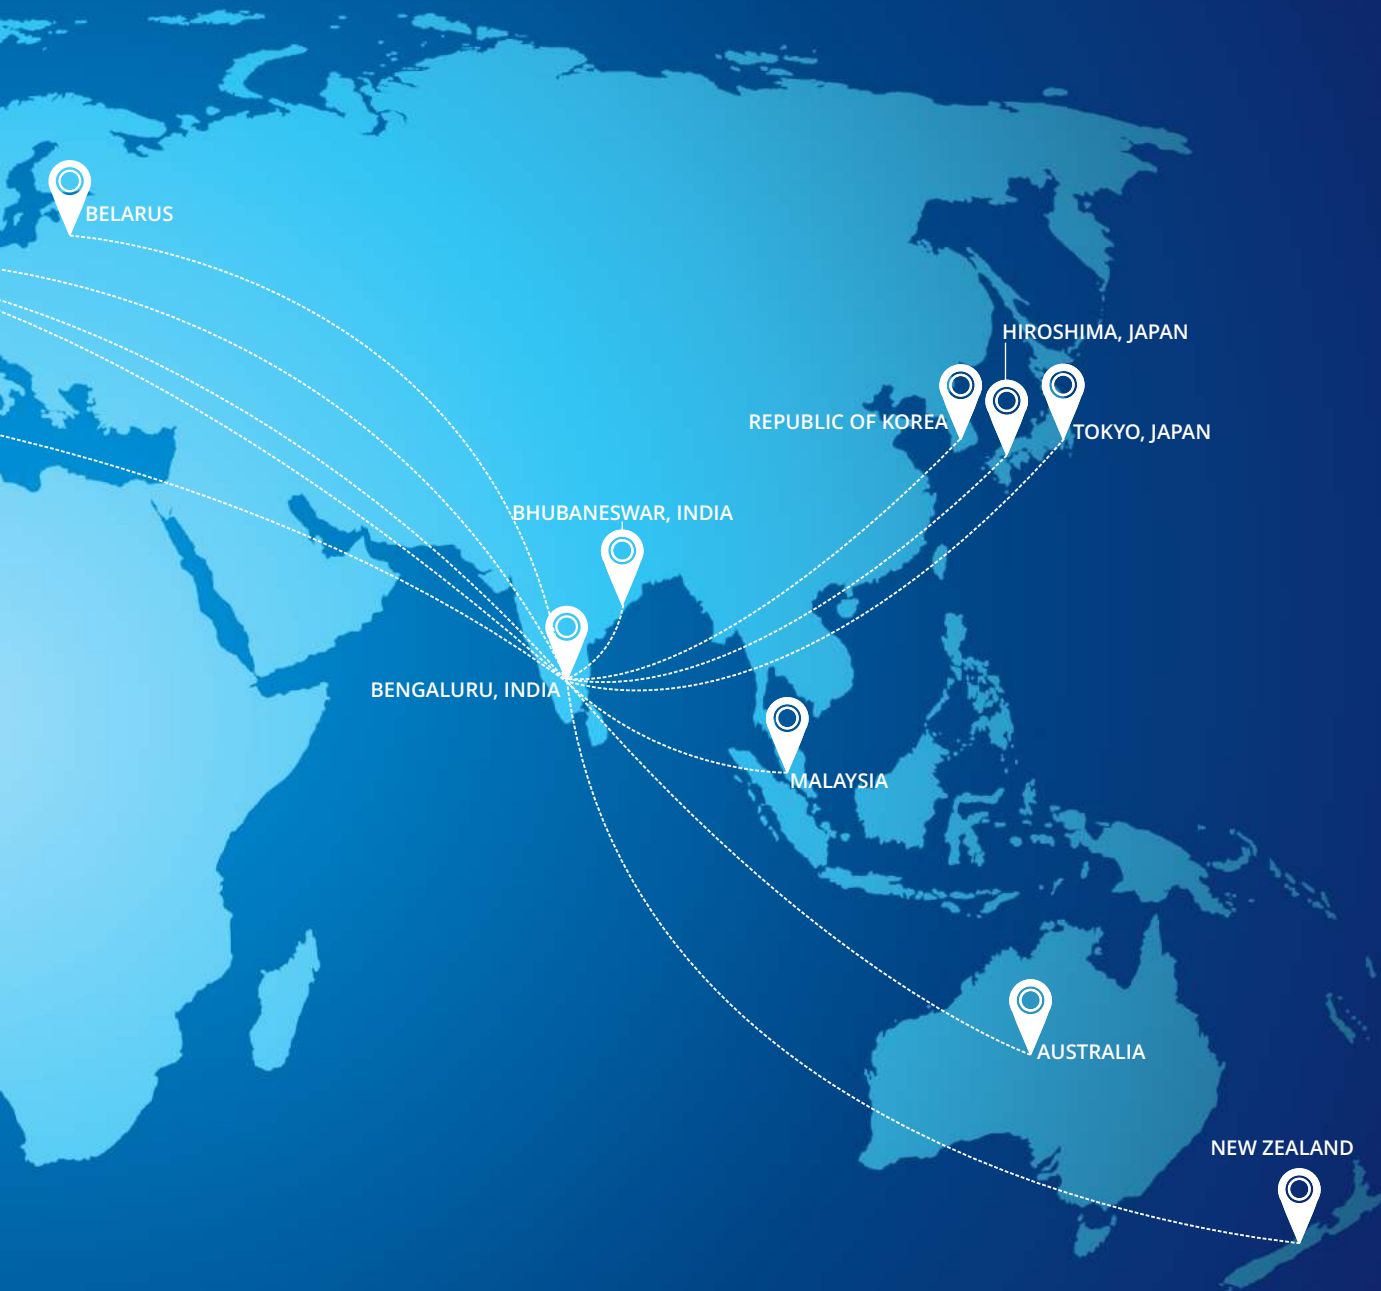 BELARUS
HIROSHIMA, JAPAN
REPUBLIC OF KOREA
TOKYO, JAPAN
BHUBANESWAR, INDIA
BENGALURU, INDIA
MALAYSIA
AUSTRALIA
NEW ZEALAND